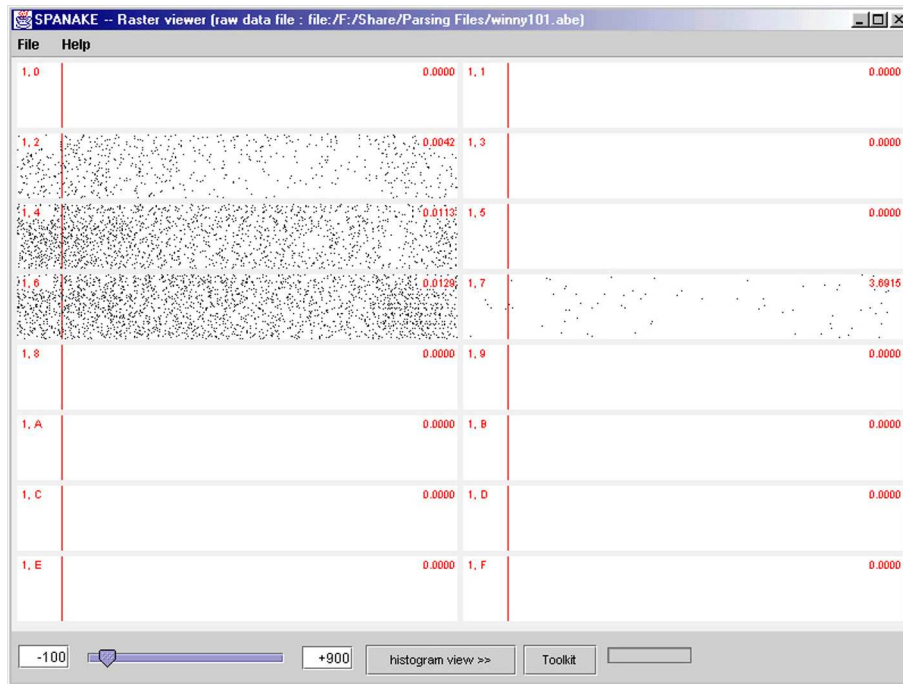 SPANAKE -- Raster viewer (raw data file : file:/F:/Share/Parsing Files/winny101.abe)
File Help
1, 0 0.0000 1, 1 0.0000
1, 2 0.0042 1, 3 0.0000
1, 4 0.0113 1, 5 0.0000
1, 6 0.0129 1, 7 3.6915
1, 8 0.0000 1, 9 0.0000
1, A 0.0000 1, B 0.0000
1, C 0.0000 1, D 0.0000
1, E 0.0000 1, F 0.0000
-100 +900 histogram view >> Toolkit